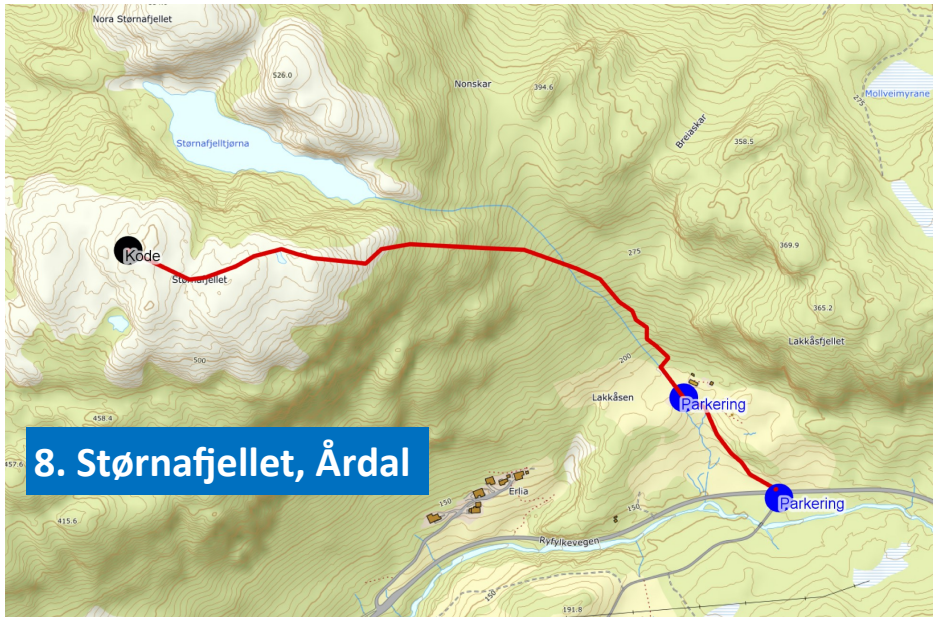 Nora Størnafjellet
526.0
Nonskar
394.6
275
Mollveimyrane
Størnafjelltjørna
Breiaskar
358.5
Kode
Størnafjellet
275
369.9
365.2
Lakkåsfjellet
500
200
Lakkåsen
Parkering
458.4
8. Størnafjellet, Årdal
457.6
150
Erlia
150
Parkering
415.6
Ryfylkevegen
150
191.8